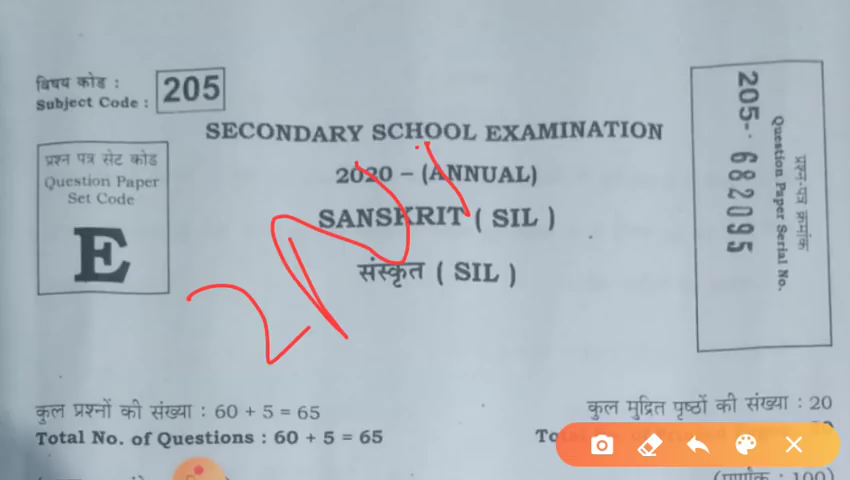 विषय कोड :
Subject Code :
205
प्रश्न पत्र सेट कोड
Question Paper
Set Code
E
SECONDARY SCHOOL EXAMINATION
2020 – (ANNUAL)
SANSKRIT ( SIL )
संस्कृत ( SIL )
प्रश्न-पत्र क्रमांक
Question Paper Serial No.
205- 682095
कुल प्रश्नों की संख्या : 60 + 5 = 65
Total No. of Questions : 60 + 5 = 65
कुल मुद्रित पृष्ठों की संख्या : 20
(पूर्णांक : 100)